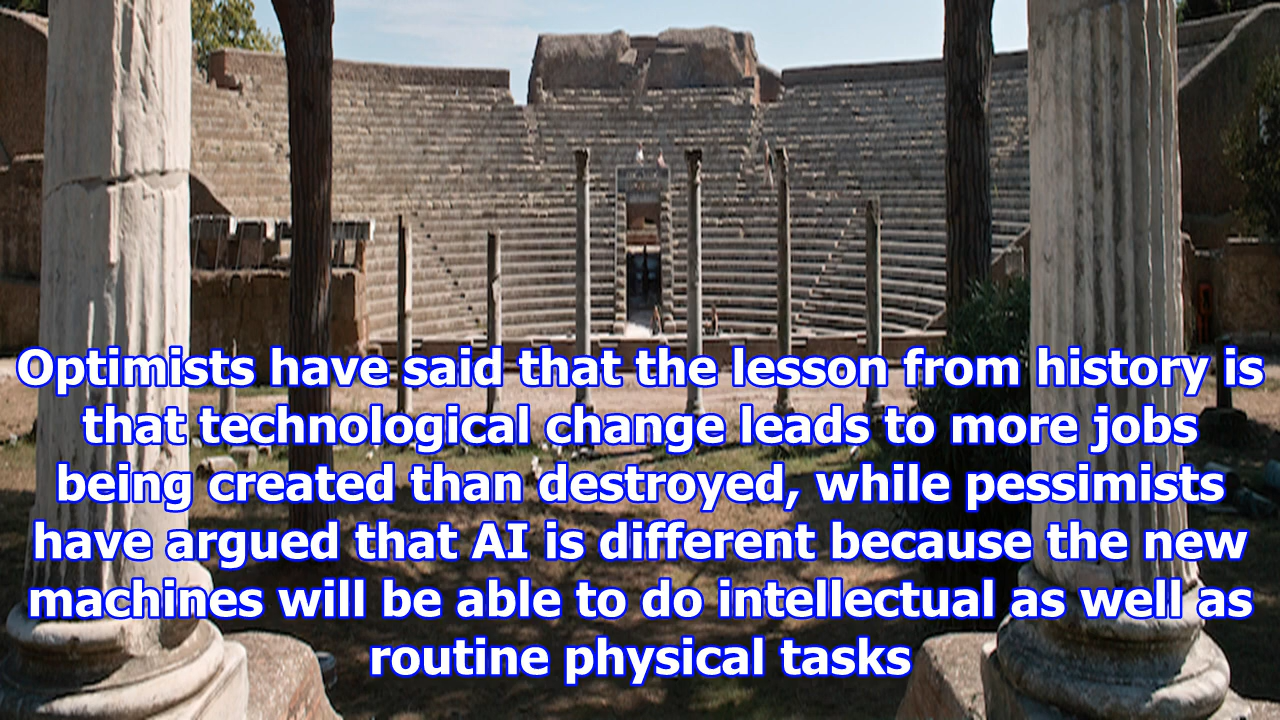 Optimists have said that the lesson from history is
that technological change leads to more jobs
being created than destroyed, while pessimists
have argued that AI is different because the new
machines will be able to do intellectual as well as
routine physical tasks